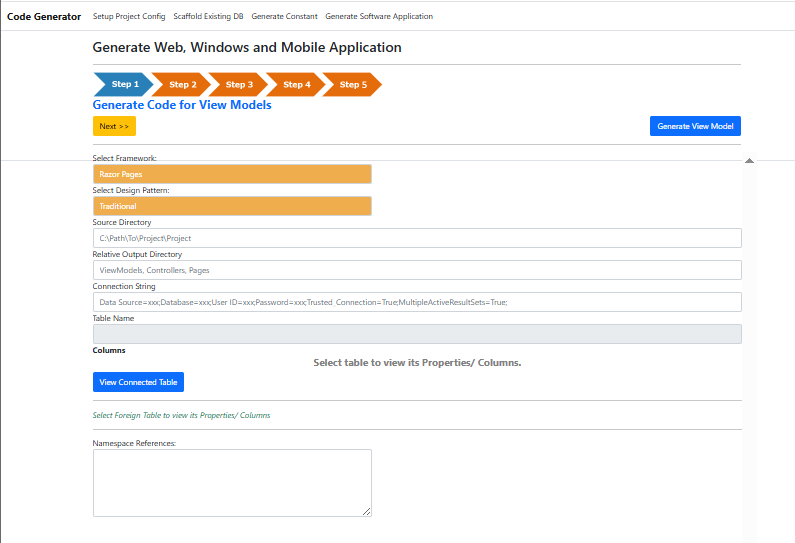 Code Generator Setup Project Config Scaffold Existing DB Generate Constant Generate Software Application
Generate Web, Windows and Mobile Application
Step 1 Step 2 Step 3 Step 4 Step 5
Generate Code for View Models
Next >> Generate View Model
Select Framework:
Razor Pages
Select Design Pattern:
Traditional
Source Directory
C:\Path\To\Project\Project
Relative Output Directory
ViewModels, Controllers, Pages
Connection String
Data Source=xxx;Database=xxx;User ID=xxx;Password=xxx;Trusted_Connection=True;MultipleActiveResultSets=True;
Table Name
Columns
Select table to view its Properties/ Columns.
View Connected Table
Select Foreign Table to view its Properties/ Columns
Namespace References: